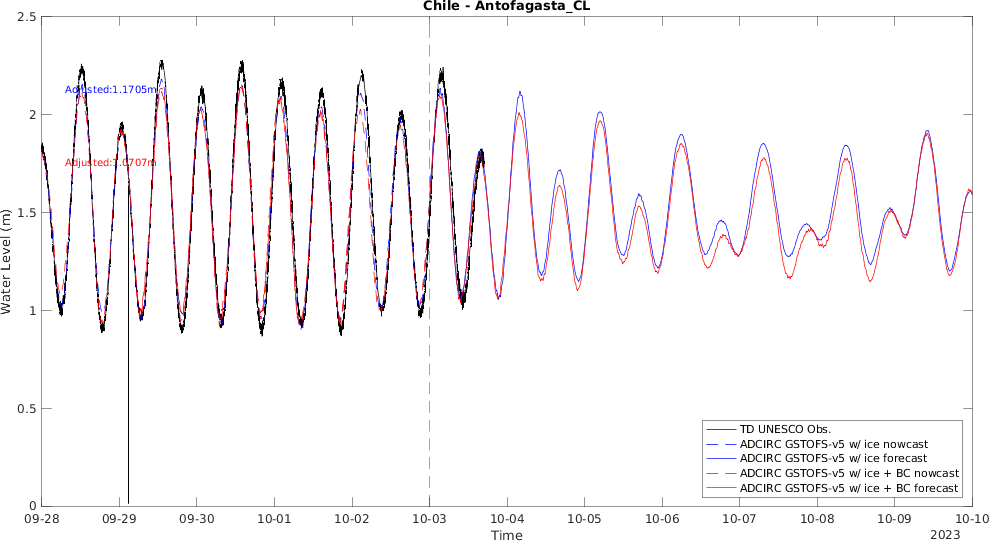 Chile - Antofagasta_CL
2.5
2
1.5
1
0.5
0
Water Level (m)
Adjusted:1.1705m
Adjusted:1.0707m
TD UNESCO Obs.
ADCIRC GSTOFS-v5 w/ ice nowcast
ADCIRC GSTOFS-v5 w/ ice forecast
ADCIRC GSTOFS-v5 w/ ice + BC nowcast
ADCIRC GSTOFS-v5 w/ ice + BC forecast
09-28 09-29 09-30 10-01 10-02 10-03 10-04 10-05 10-06 10-07 10-08 10-09 10-10
Time
2023